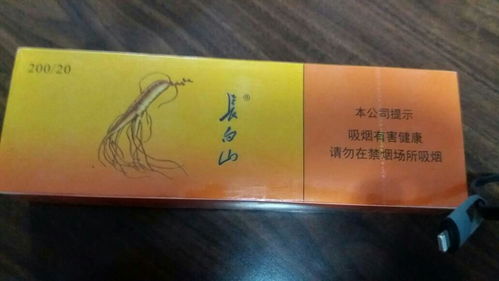 200/20
長白山®
本公司提示
吸烟有害健康
请勿在禁烟场所吸烟